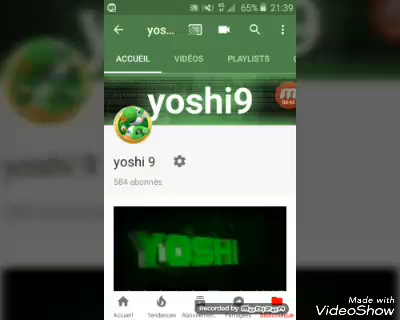 65% 21:39
yos...
ACCUEIL VIDÉOS PLAYLISTS
yoshi9
yoshi 9
584 abonnés
YOSHI
Accueil Tendances Abonnemen..
Recorded by
Made with
VideoShow